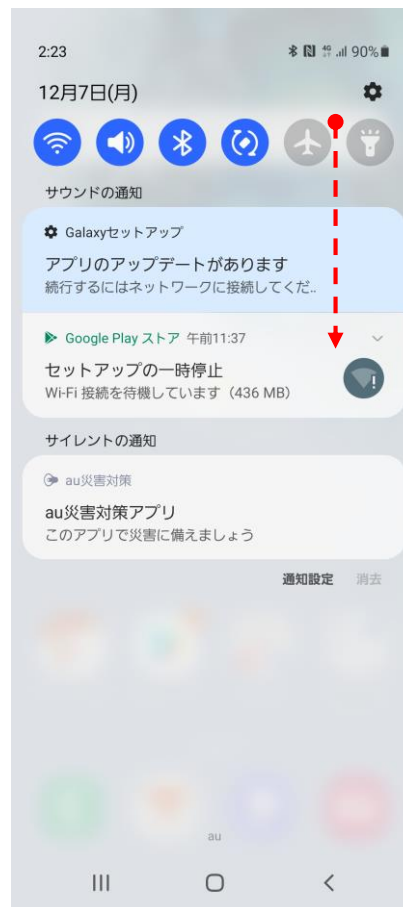 2:23
4G
90%
12月7日(月)
サウンドの通知
Galaxyセットアップ
アプリのアップデートがあります
続行するにはネットワークに接続してくだ..
Google Play ストア 午前11:37
セットアップの一時停止
Wi-Fi 接続を待機しています（436 MB）
サイレントの通知
au災害対策
au災害対策アプリ
このアプリで災害に備えましょう
通知設定 消去
au